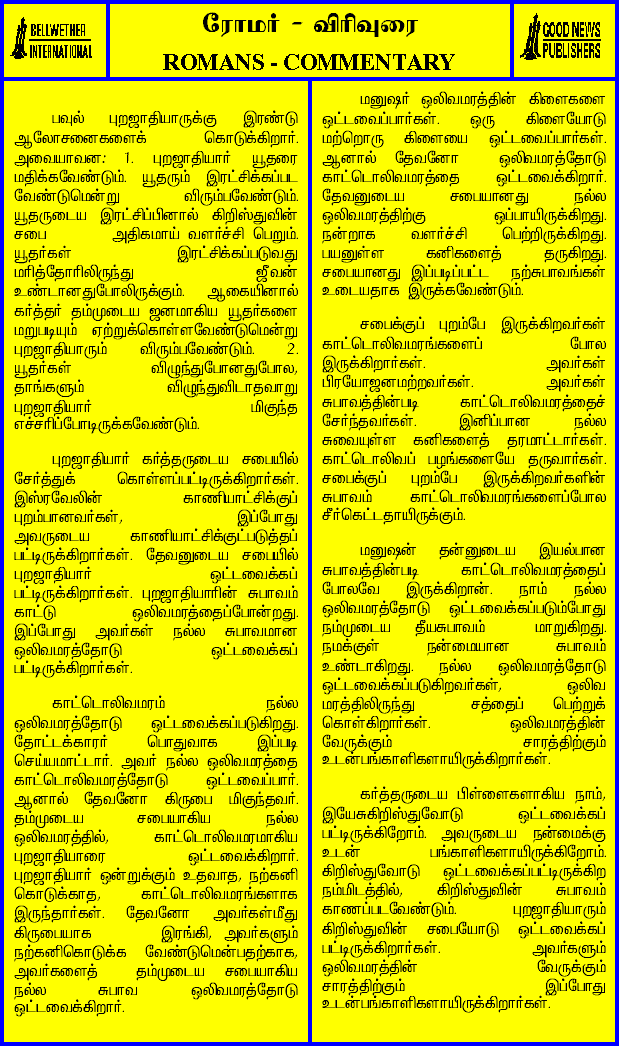 BELLWETHER
INTERNATIONAL
ரோமர் - விரிவுரை
ROMANS - COMMENTARY
GOOD NEWS
PUBLISHERS
பவுல் புறஜாதியாருக்கு இரண்டு
ஆலோசனைகளைக் கொடுக்கிறார்.
அவையாவன: 1. புறஜாதியார் யூதரை
மதிக்கவேண்டும். யூதரும் இரட்சிக்கப்பட
வேண்டுமென்று விரும்பவேண்டும்.
யூதருடைய இரட்சிப்பினால் கிறிஸ்துவின்
சபை அதிகமாய் வளர்ச்சி பெறும்.
யூதர்கள் இரட்சிக்கப்படுவது
மரித்தோரிலிருந்து ஜீவன்
உண்டானதுபோலிருக்கும். ஆகையினால்
கர்த்தர் தம்முடைய ஜனமாகிய யூதர்களை
மறுபடியும் ஏற்றுக்கொள்ளவேண்டுமென்று
புறஜாதியாரும் விரும்பவேண்டும். 2.
யூதர்கள் விழுந்துபோனதுபோல,
தாங்களும் விழுந்துவிடாதவாறு
புறஜாதியார் மிகுந்த
எச்சரிப்போடிருக்கவேண்டும்.
புறஜாதியார் கர்த்தருடைய சபையில்
சேர்த்துக் கொள்ளப்பட்டிருக்கிறார்கள்.
இஸ்ரவேலின் காணியாட்சிக்குப்
புறம்பானவர்கள், இப்போது
அவருடைய காணியாட்சிக்குட்படுத்தப்
பட்டிருக்கிறார்கள். தேவனுடைய சபையில்
புறஜாதியார் ஒட்டவைக்கப்
பட்டிருக்கிறார்கள். புறஜாதியாரின் சுபாவம்
காட்டு ஒலிவமரத்தைப்போன்றது.
இப்போது அவர்கள் நல்ல சுபாவமான
ஒலிவமரத்தோடு ஒட்டவைக்கப்
பட்டிருக்கிறார்கள்.
காட்டொலிவமரம் நல்ல
ஒலிவமரத்தோடு ஒட்டவைக்கப்படுகிறது.
தோட்டக்காரர் பொதுவாக இப்படி
செய்யமாட்டார். அவர் நல்ல ஒலிவமரத்தை
காட்டொலிவமரத்தோடு ஒட்டவைப்பார்.
ஆனால் தேவனோ கிருபை மிகுந்தவர்.
தம்முடைய சபையாகிய நல்ல
ஒலிவமரத்தில், காட்டொலிவமரமாகிய
புறஜாதியாரை ஒட்டவைக்கிறார்.
புறஜாதியார் ஒன்றுக்கும் உதவாத, நற்கனி
கொடுக்காத, காட்டொலிவமரங்களாக
இருந்தார்கள். தேவனோ அவர்கள்மீது
கிருபையாக இரங்கி, அவர்களும்
நற்கனிகொடுக்க வேண்டுமென்பதற்காக,
அவர்களைத் தம்முடைய சபையாகிய
நல்ல சுபாவ ஒலிவமரத்தோடு
ஒட்டவைக்கிறார்.
மனுஷர் ஒலிவமரத்தின் கிளைகளை
ஒட்டவைப்பார்கள். ஒரு கிளையோடு
மற்றொரு கிளையை ஒட்டவைப்பார்கள்.
ஆனால் தேவனோ ஒலிவமரத்தோடு
காட்டொலிவமரத்தை ஒட்டவைக்கிறார்.
தேவனுடைய சபையானது நல்ல
ஒலிவமரத்திற்கு ஒப்பாயிருக்கிறது.
நன்றாக வளர்ச்சி பெற்றிருக்கிறது.
பயனுள்ள கனிகளைத் தருகிறது.
சபையானது இப்படிப்பட்ட நற்சுபாவங்கள்
உடையதாக இருக்கவேண்டும்.
சபைக்குப் புறம்பே இருக்கிறவர்கள்
காட்டொலிவமரங்களைப் போல
இருக்கிறார்கள். அவர்கள்
பிரயோஜனமற்றவர்கள். அவர்கள்
சுபாவத்தின்படி காட்டொலிவமரத்தைச்
சேர்ந்தவர்கள். இனிப்பான நல்ல
சுவையுள்ள கனிகளைத் தரமாட்டார்கள்.
காட்டொலிவப் பழங்களையே தருவார்கள்.
சபைக்குப் புறம்பே இருக்கிறவர்களின்
சுபாவம் காட்டொலிவமரங்களைப்போல
சீர்கெட்டதாயிருக்கும்.
மனுஷன் தன்னுடைய இயல்பான
சுபாவத்தின்படி காட்டொலிவமரத்தைப்
போலவே இருக்கிறான். நாம் நல்ல
ஒலிவமரத்தோடு ஒட்டவைக்கப்படும்போது
நம்முடைய தீயசுபாவம் மாறுகிறது.
நமக்குள் நன்மையான சுபாவம்
உண்டாகிறது. நல்ல ஒலிவமரத்தோடு
ஒட்டவைக்கப்படுகிறவர்கள், ஒலிவ
மரத்திலிருந்து சத்தைப் பெற்றுக்
கொள்கிறார்கள். ஒலிவமரத்தின்
வேருக்கும் சாரத்திற்கும்
உடன்பங்காளிகளாயிருக்கிறார்கள்.
கர்த்தருடைய பிள்ளைகளாகிய நாம்,
இயேசுகிறிஸ்துவோடு ஒட்டவைக்கப்
பட்டிருக்கிறோம். அவருடைய நன்மைக்கு
உடன் பங்காளிகளாயிருக்கிறோம்.
கிறிஸ்துவோடு ஒட்டவைக்கப்பட்டிருக்கிற
நம்மிடத்தில், கிறிஸ்துவின் சுபாவம்
காணப்படவேண்டும். புறஜாதியாரும்
கிறிஸ்துவின் சபையோடு ஒட்டவைக்கப்
பட்டிருக்கிறார்கள். அவர்களும்
ஒலிவமரத்தின் வேருக்கும்
சாரத்திற்கும் இப்போது
உடன்பங்காளிகளாயிருக்கிறார்கள்.